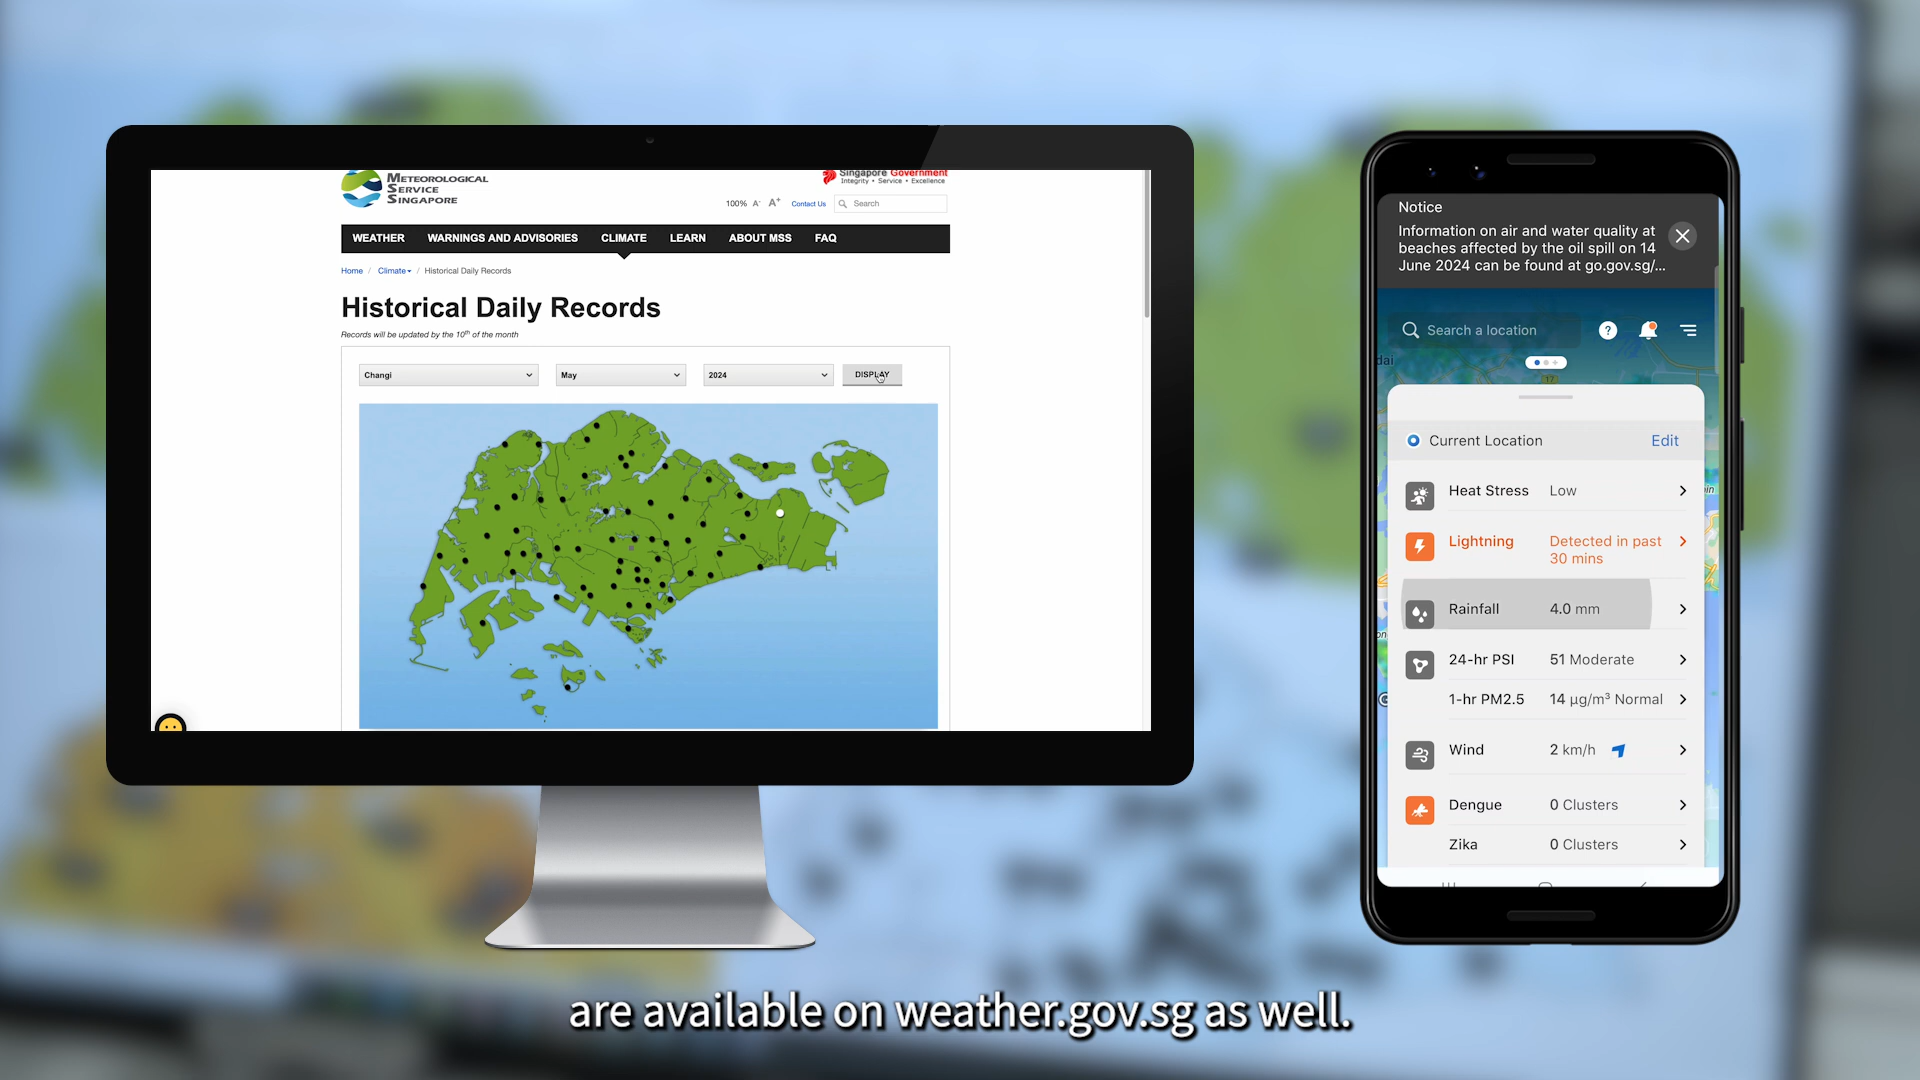 METEOROLOGICAL
SERVICE
SINGAPORE
Singapore Government
Integrity • Service • Excellence
100% A- A+ Contact Us Search
WEATHER WARNINGS AND ADVISORIES CLIMATE LEARN ABOUT MSS FAQ
Home / Climate / Historical Daily Records
Historical Daily Records
Records will be updated by the 10th of the month
Changi May 2024 DISPLAY
Notice
Information on air and water quality at
beaches affected by the oil spill on 14
June 2024 can be found at go.gov.sg/...
Search a location ?
dai
17
Current Location Edit
Heat Stress Low
Lightning Detected in past
30 mins
Rainfall 4.0 mm
24-hr PSI 51 Moderate
1-hr PM2.5 14 µg/m³ Normal
Wind 2 km/h
Dengue 0 Clusters
Zika 0 Clusters
are available on weather.gov.sg as well.